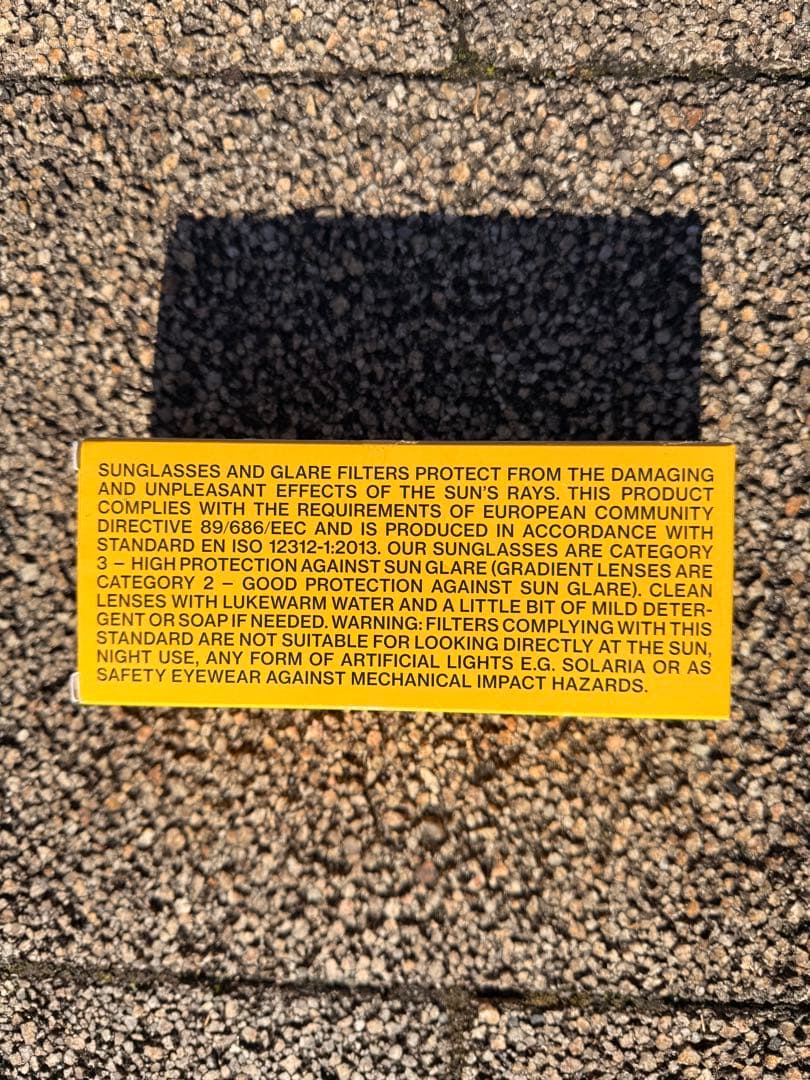 SUNGLASSES AND GLARE FILTERS PROTECT FROM THE DAMAGING
AND UNPLEASANT EFFECTS OF THE SUN'S RAYS. THIS PRODUCT
COMPLIES WITH THE REQUIREMENTS OF EUROPEAN COMMUNITY
DIRECTIVE 89/686/EEC AND IS PRODUCED IN ACCORDANCE WITH
STANDARD EN ISO 12312-1:2013. OUR SUNGLASSES ARE CATEGORY
3 – HIGH PROTECTION AGAINST SUN GLARE (GRADIENT LENSES ARE
CATEGORY 2 – GOOD PROTECTION AGAINST SUN GLARE). CLEAN
LENSES WITH LUKEWARM WATER AND A LITTLE BIT OF MILD DETER-
GENT OR SOAP IF NEEDED. WARNING: FILTERS COMPLYING WITH THIS
STANDARD ARE NOT SUITABLE FOR LOOKING DIRECTLY AT THE SUN,
NIGHT USE, ANY FORM OF ARTIFICIAL LIGHTS E.G. SOLARIA OR AS
SAFETY EYEWEAR AGAINST MECHANICAL IMPACT HAZARDS.